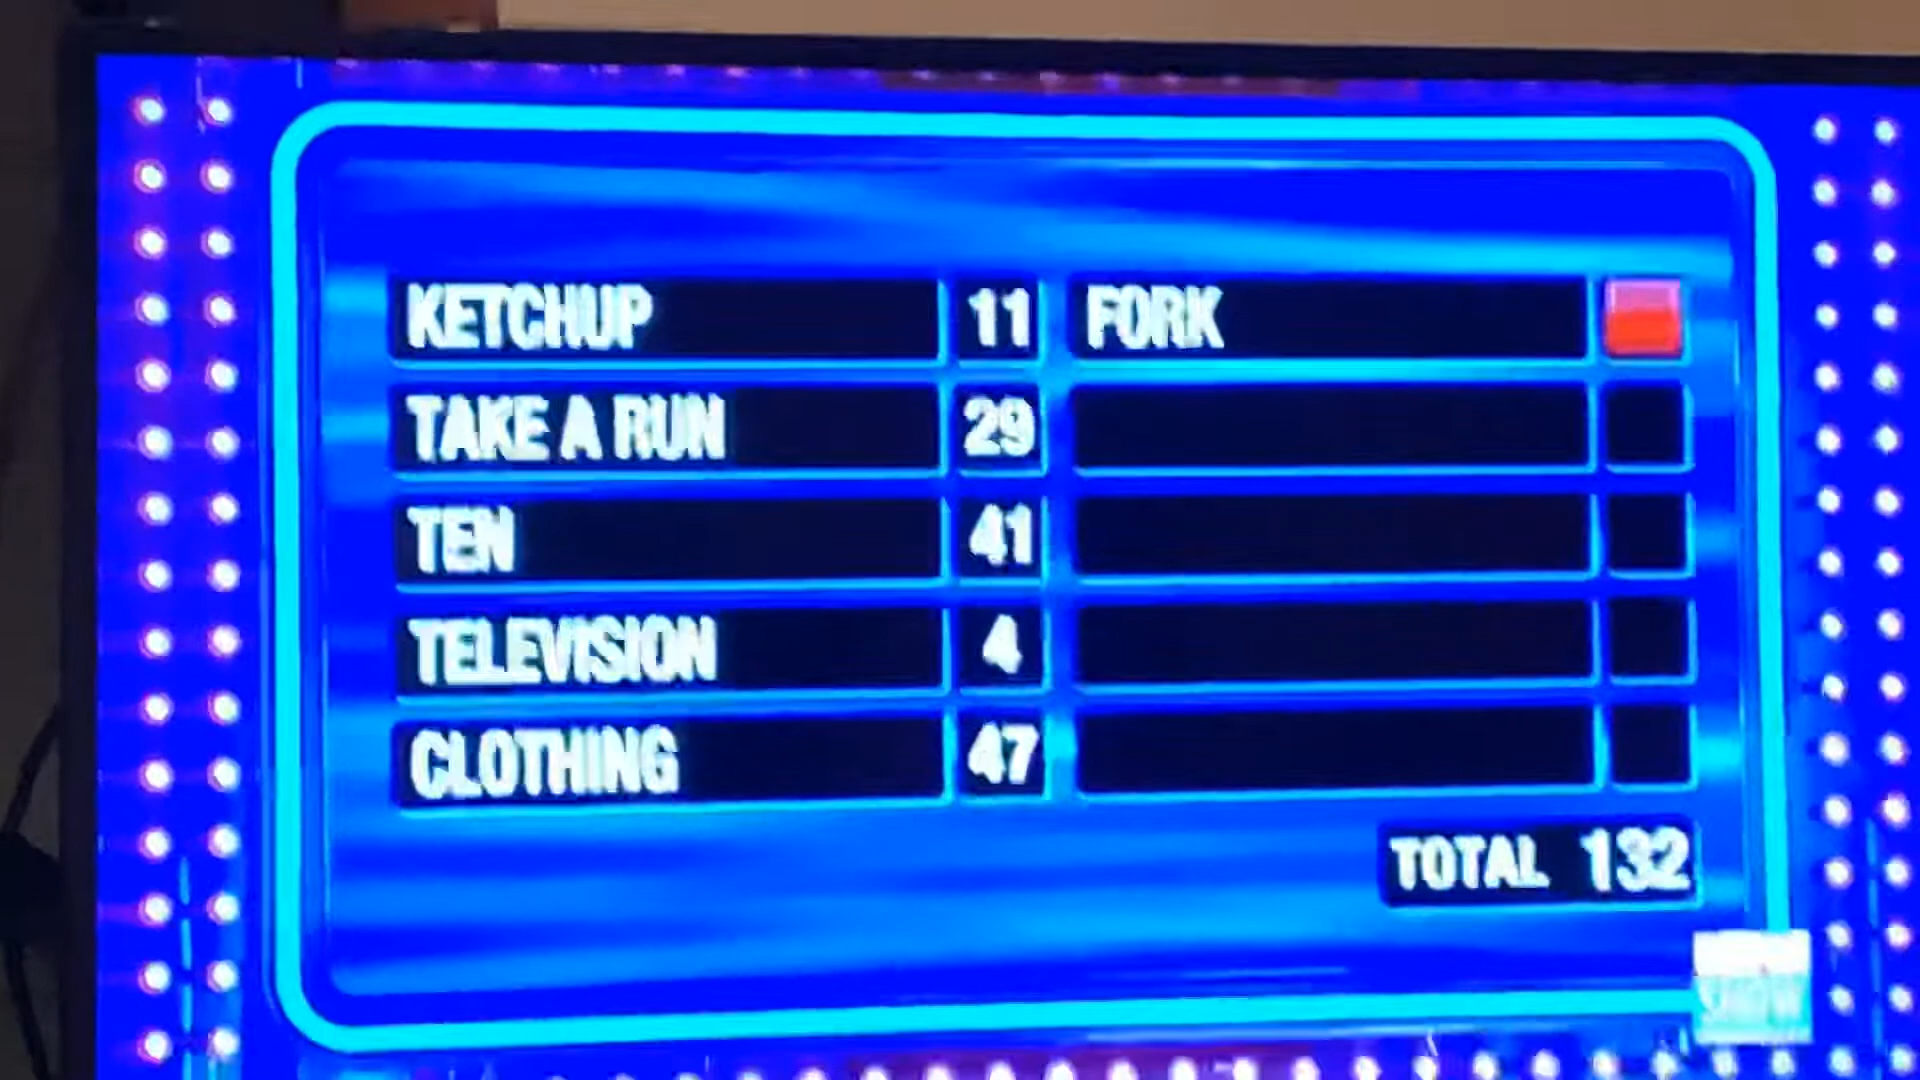 KETCHUP 11 FORK
TAKE A RUN 29
TEN 41
TELEVISION 4
CLOTHING 47
TOTAL 132